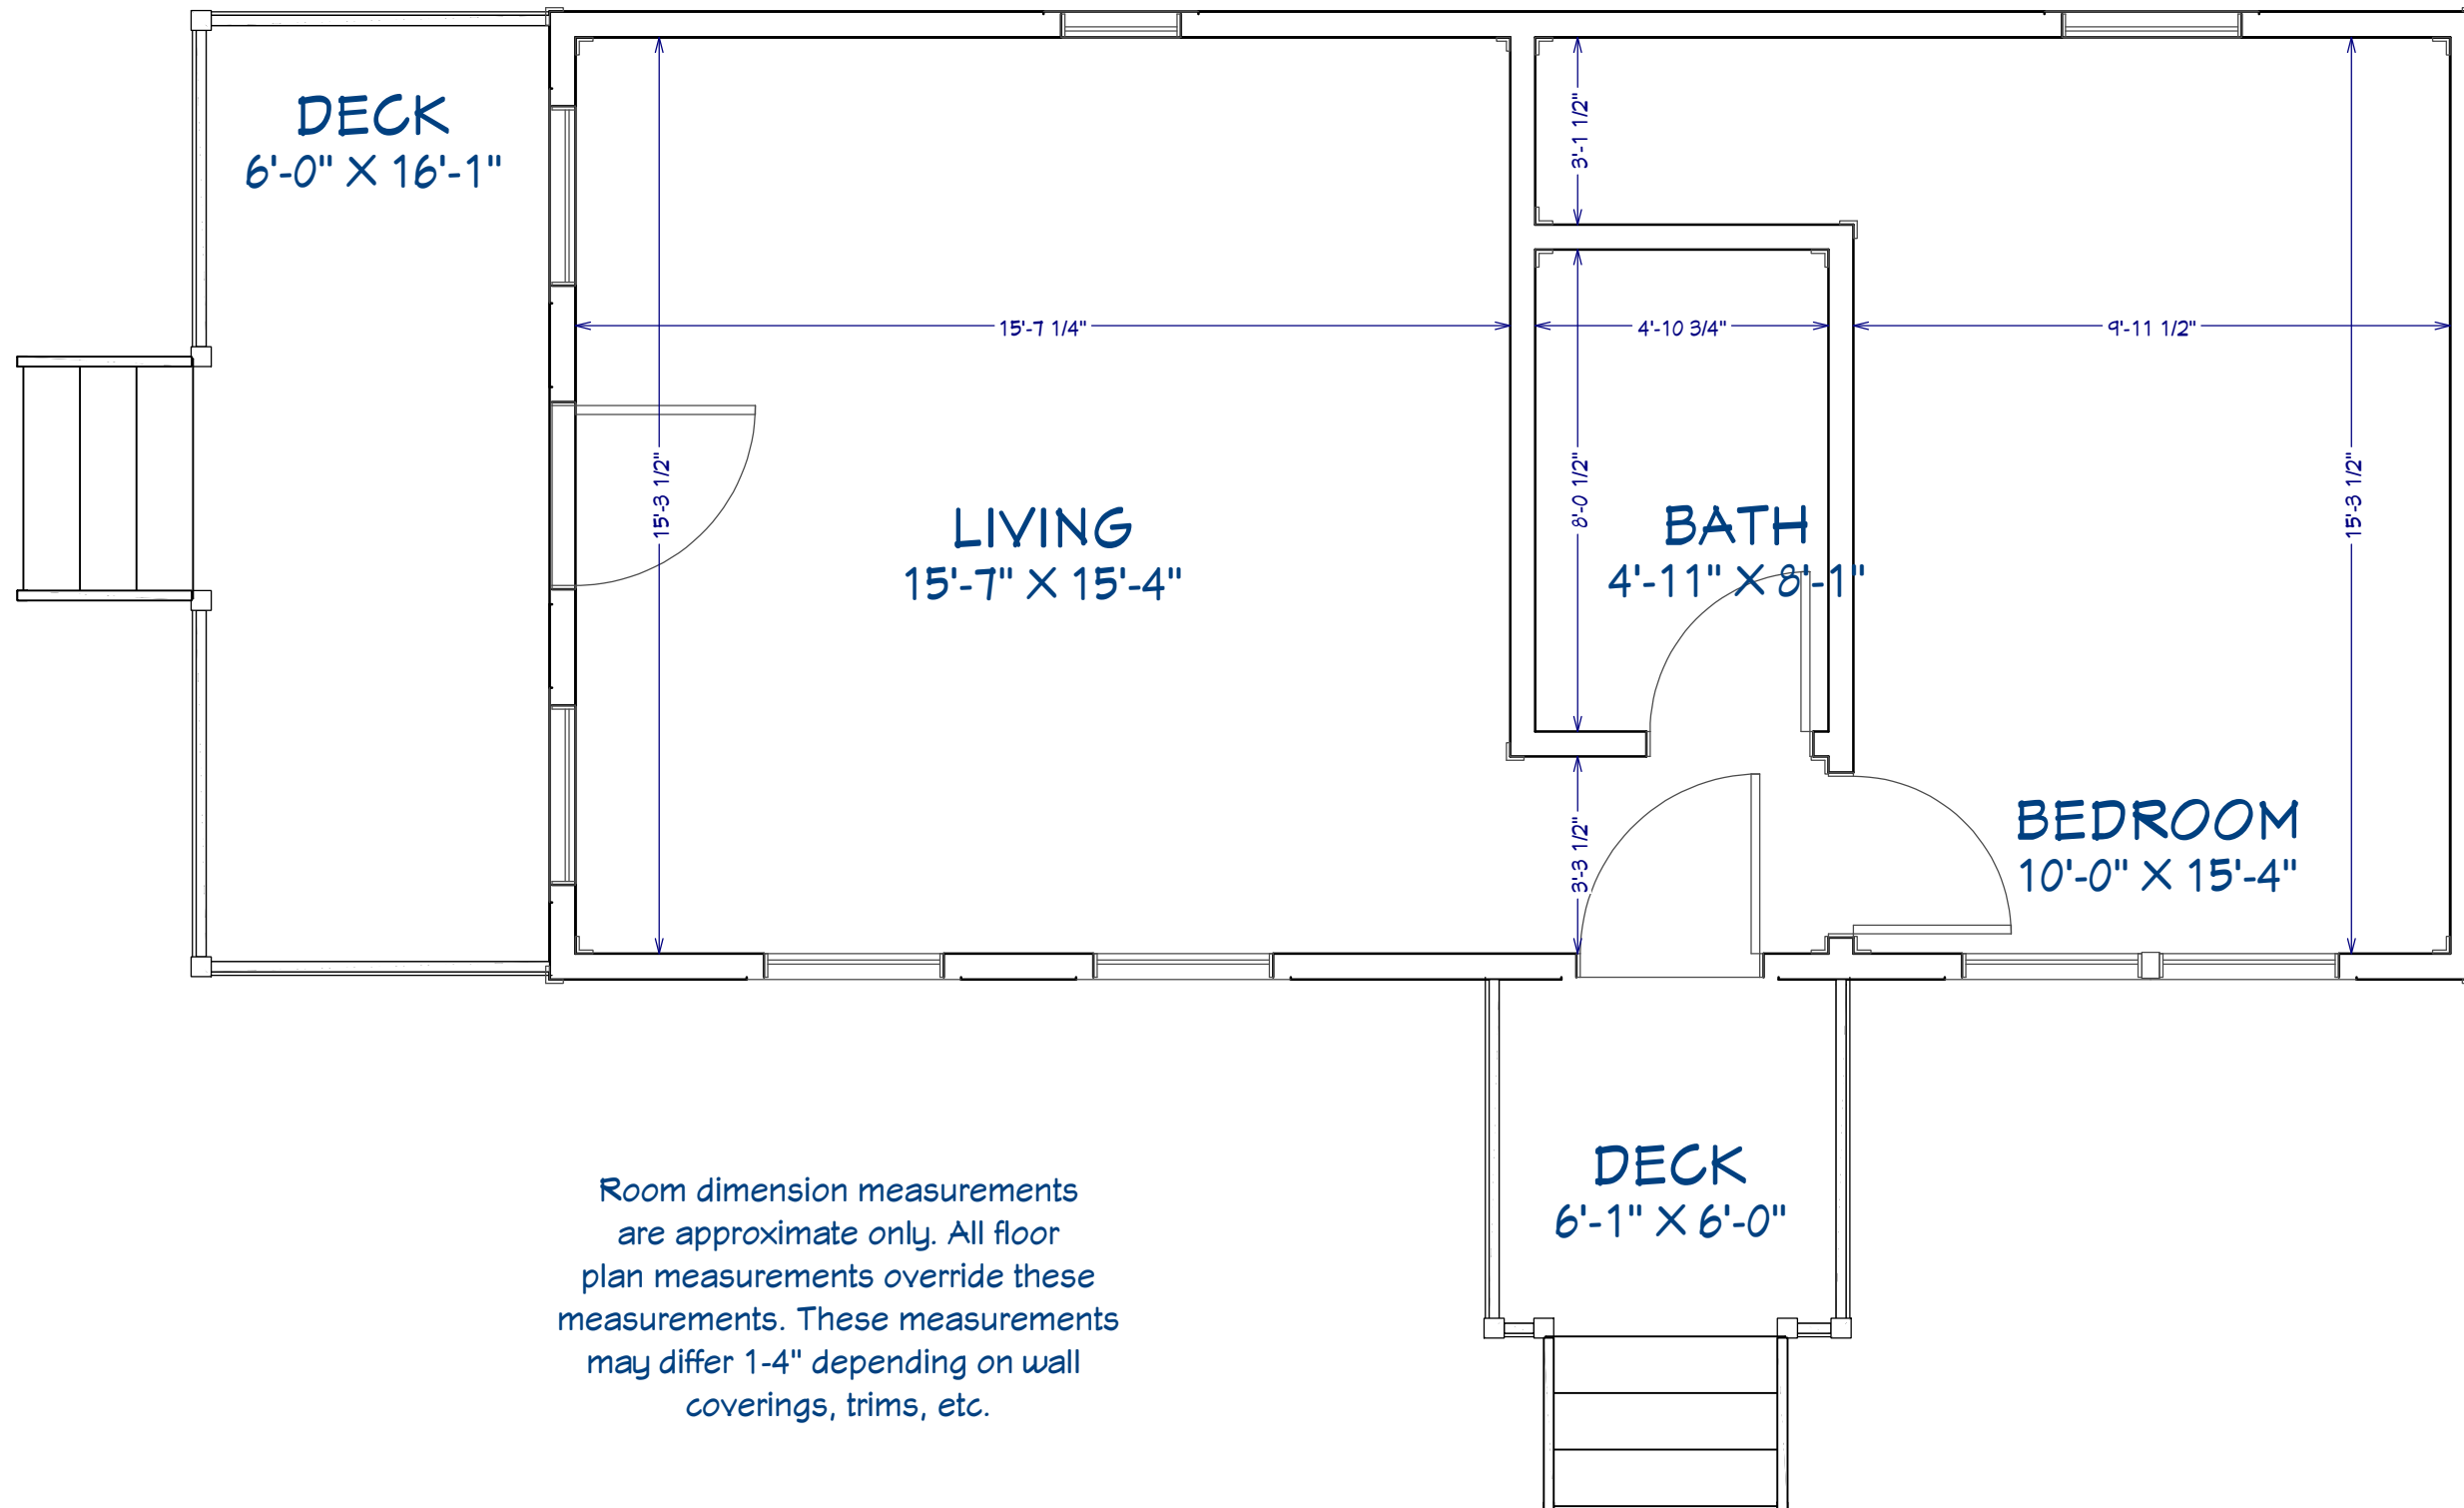 DECK
6'-0" X 16'-1"
3'-1 1/2"
15'-7 1/4"
4'-10 3/4"
9'-11 1/2"
15'-3 1/2"
8'-0 1/2"
15'-3 1/2"
LIVING
15'-7" X 15'-4"
BATH
4'-11" X 8'-1"
3'-3 1/2"
BEDROOM
10'-0" X 15'-4"
DECK
6'-1" X 6'-0"
Room dimension measurements
are approximate only. All floor
plan measurements override these
measurements. These measurements
may differ 1-4" depending on wall
coverings, trims, etc.